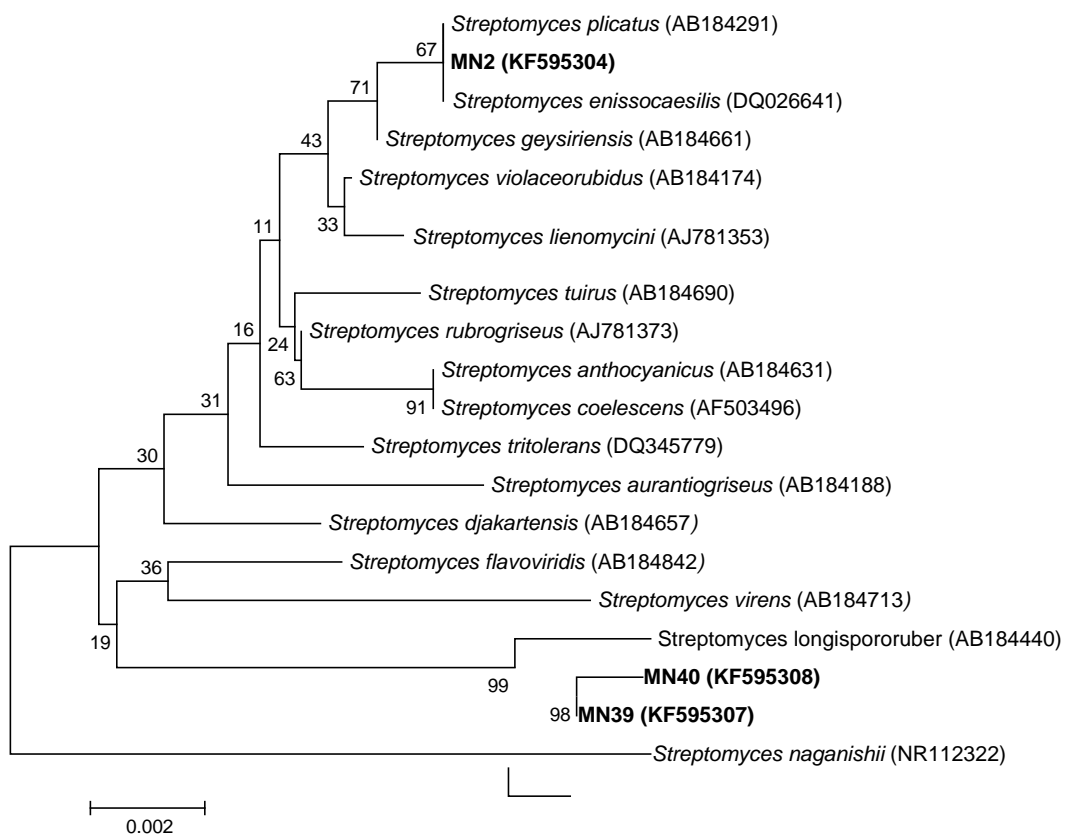 Streptomyces plicatus (AB184291)
67
MN2 (KF595304)
71
Streptomyces enissocaesilis (DQ026641)
43
Streptomyces geysiriensis (AB184661)
Streptomyces violaceorubidus (AB184174)
33
11
Streptomyces lienomycini (AJ781353)
Streptomyces tuirus (AB184690)
16
Streptomyces rubrogriseus (AJ781373)
24
63
Streptomyces anthocyanicus (AB184631)
31
91
Streptomyces coelescens (AF503496)
Streptomyces tritolerans (DQ345779)
30
Streptomyces aurantiogriseus (AB184188)
Streptomyces djakartensis (AB184657)
36
Streptomyces flavoviridis (AB184842)
Streptomyces virens (AB184713)
19
Streptomyces longispororuber (AB184440)
99
MN40 (KF595308)
98
MN39 (KF595307)
Streptomyces naganishii (NR112322)
0.002